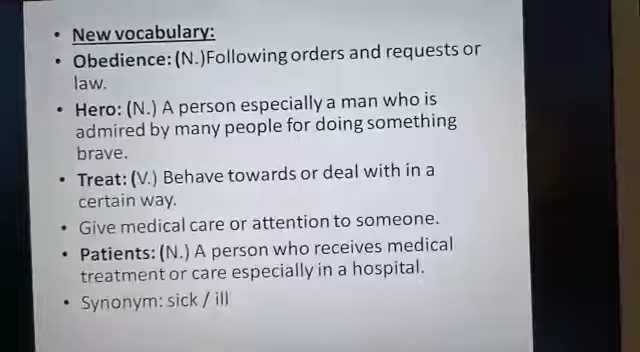 New vocabulary:
Obedience: (N.)Following orders and requests or
law.
Hero: (N.) A person especially a man who is
admired by many people for doing something
brave.
Treat: (V.) Behave towards or deal with in a
certain way.
Give medical care or attention to someone.
Patients: (N.) A person who receives medical
treatment or care especially in a hospital.
Synonym: sick / ill